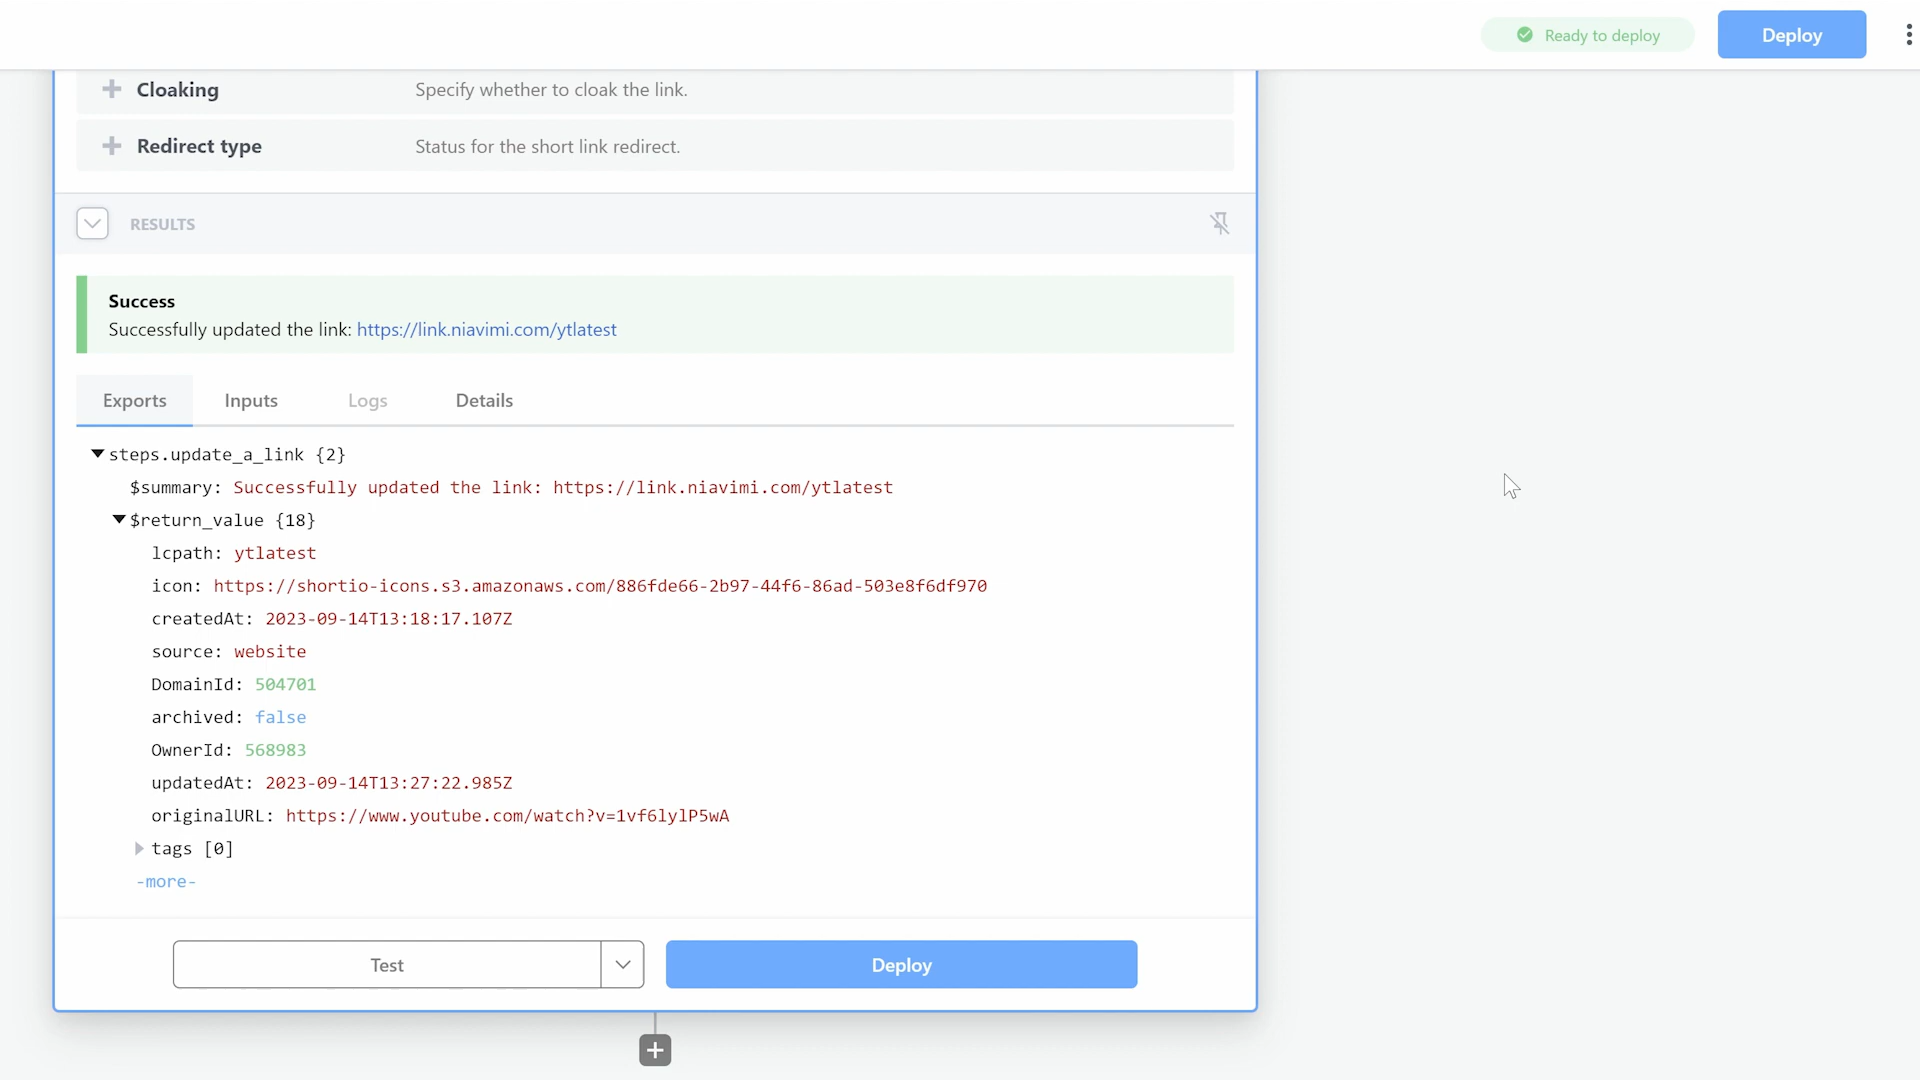 Ready to deploy
Deploy
Cloaking Specify whether to cloak the link.
Redirect type Status for the short link redirect.
RESULTS
Success
Successfully updated the link: https://link.niavimi.com/ytlatest
Exports Inputs Logs Details
steps.update_a_link {2}
$summary: Successfully updated the link: https://link.niavimi.com/ytlatest
$return_value {18}
lcpath: ytlatest
icon: https://shortio-icons.s3.amazonaws.com/886fde66-2b97-44f6-86ad-503e8f6df970
createdAt: 2023-09-14T13:18:17.107Z
source: website
DomainId: 504701
archived: false
OwnerId: 568983
updatedAt: 2023-09-14T13:27:22.985Z
originalURL: https://www.youtube.com/watch?v=1vf6lylP5wA
tags [0]
-more-
Test
Deploy